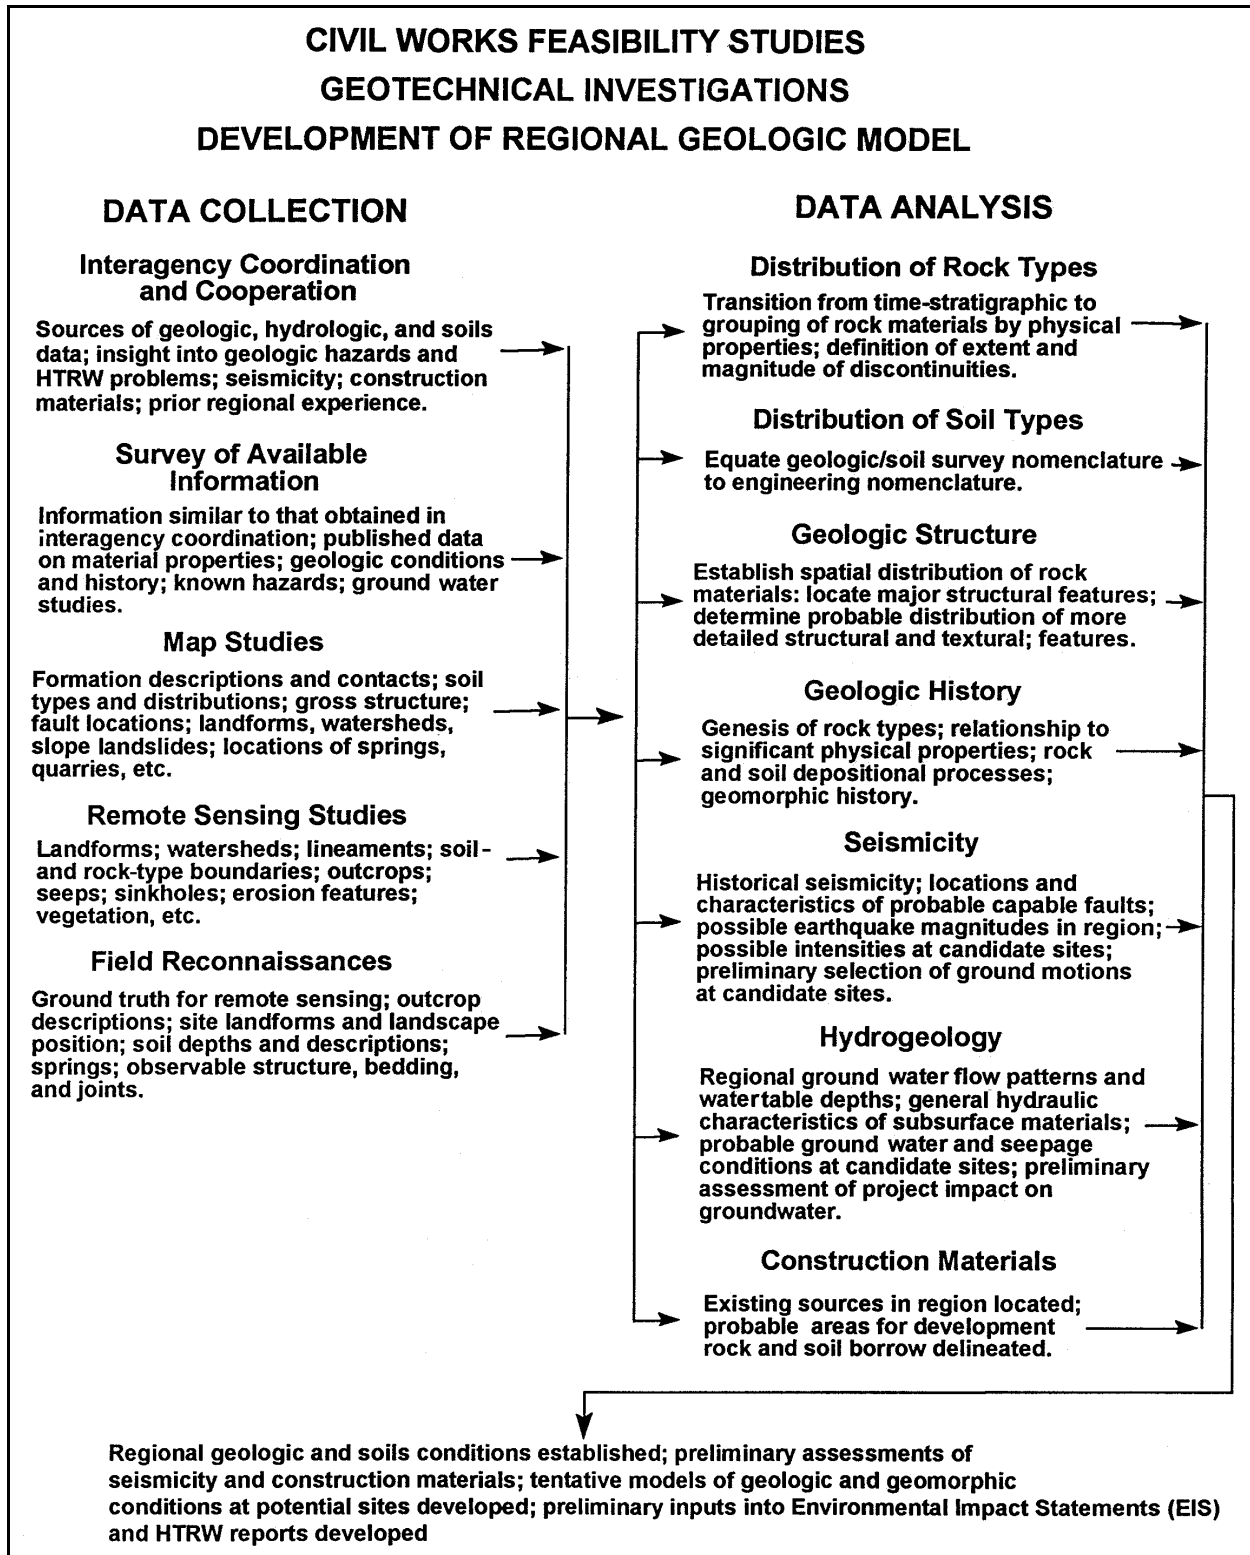 CIVIL WORKS FEASIBILITY STUDIES
GEOTECHNICAL INVESTIGATIONS
DEVELOPMENT OF REGIONAL GEOLOGIC MODEL
DATA COLLECTION
Interagency Coordination
and Cooperation
Sources of geologic, hydrologic, and soils
data; insight into geologic hazards and
HTRW problems; seismicity; construction
materials; prior regional experience.
Survey of Available
Information
Information similar to that obtained in
interagency coordination; published data
on material properties; geologic conditions
and history; known hazards; ground water
studies.
Map Studies
Formation descriptions and contacts; soil
types and distributions; gross structure;
fault locations; landforms, watersheds,
slope landslides; locations of springs,
quarries, etc.
Remote Sensing Studies
Landforms; watersheds; lineaments; soil-
and rock-type boundaries; outcrops;
seeps; sinkholes; erosion features;
vegetation, etc.
Field Reconnaissances
Ground truth for remote sensing; outcrop
descriptions; site landforms and landscape
position; soil depths and descriptions;
springs; observable structure, bedding,
and joints.
DATA ANALYSIS
Distribution of Rock Types
Transition from time-stratigraphic to
grouping of rock materials by physical
properties; definition of extent and
magnitude of discontinuities.
Distribution of Soil Types
Equate geologic/soil survey nomenclature
to engineering nomenclature.
Geologic Structure
Establish spatial distribution of rock
materials: locate major structural features;
determine probable distribution of more
detailed structural and textural; features.
Geologic History
Genesis of rock types; relationship to
significant physical properties; rock
and soil depositional processes;
geomorphic history.
Seismicity
Historical seismicity; locations and
characteristics of probable capable faults;
possible earthquake magnitudes in region;
possible intensities at candidate sites;
preliminary selection of ground motions
at candidate sites.
Hydrogeology
Regional ground water flow patterns and
watertable depths; general hydraulic
characteristics of subsurface materials;
probable ground water and seepage
conditions at candidate sites; preliminary
assessment of project impact on
groundwater.
Construction Materials
Existing sources in region located;
probable areas for development
rock and soil borrow delineated.
Regional geologic and soils conditions established; preliminary assessments of
seismicity and construction materials; tentative models of geologic and geomorphic
conditions at potential sites developed; preliminary inputs into Environmental Impact Statements (EIS)
and HTRW reports developed